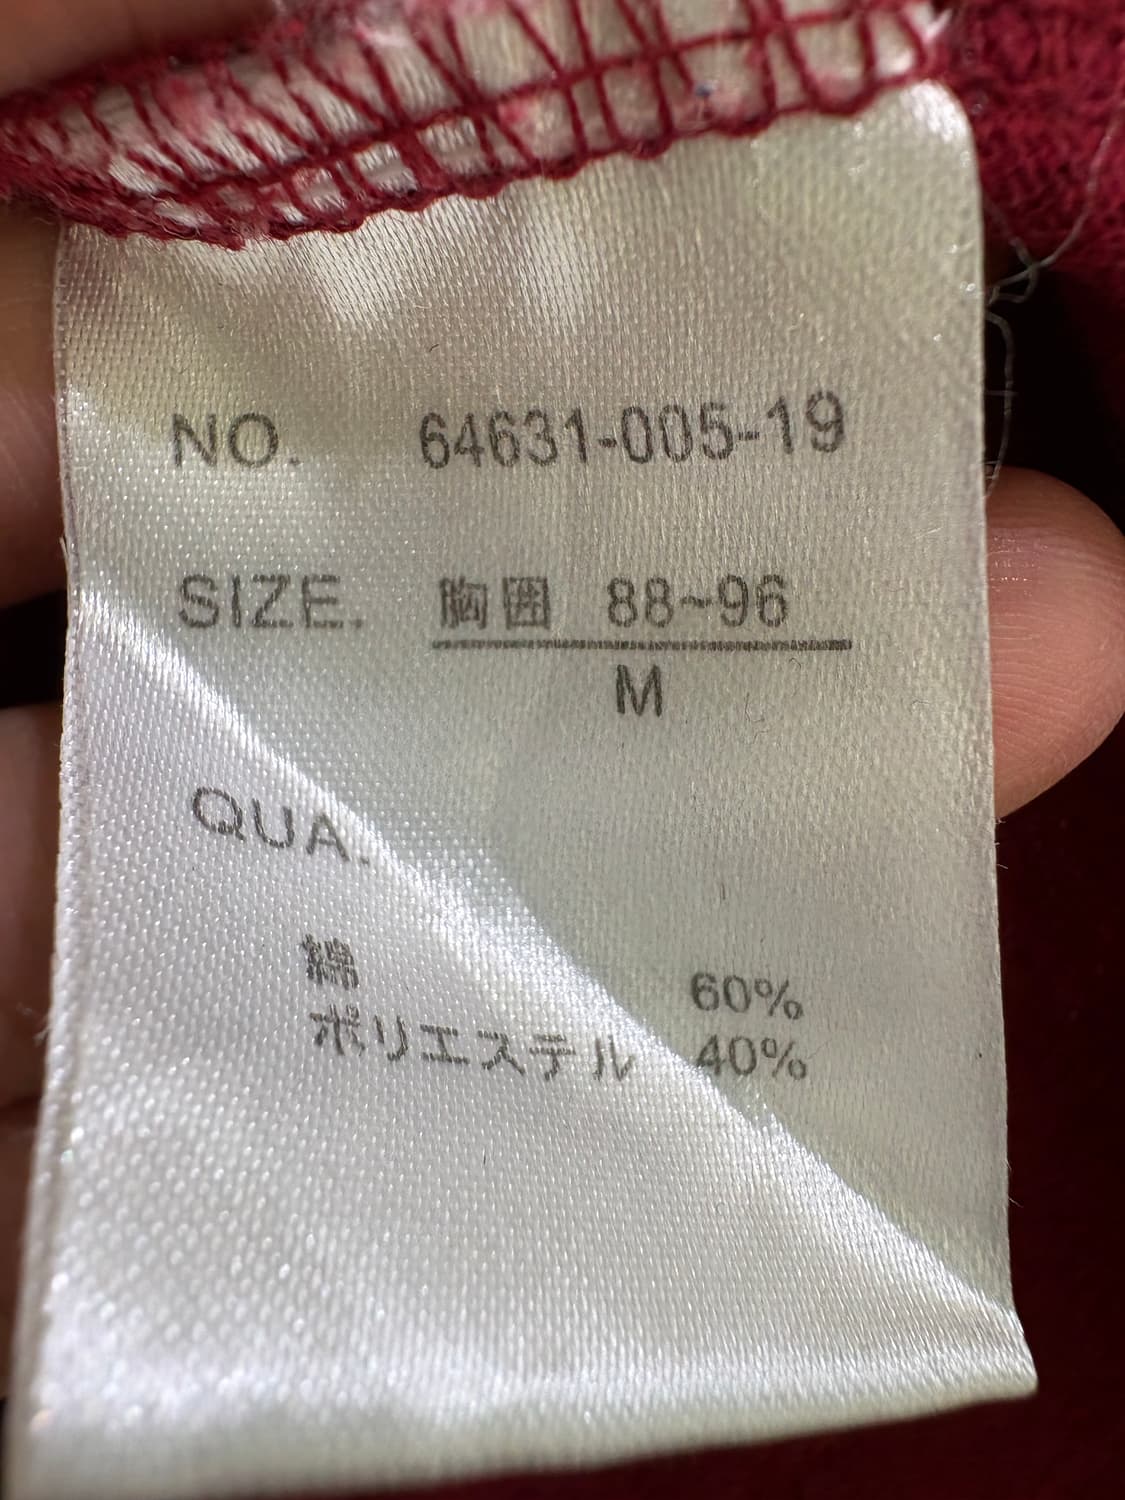 NO. 64631-005-19
SIZE. 胸囲 88~96
M
QUA.
綿 60%
ポリエステル 40%